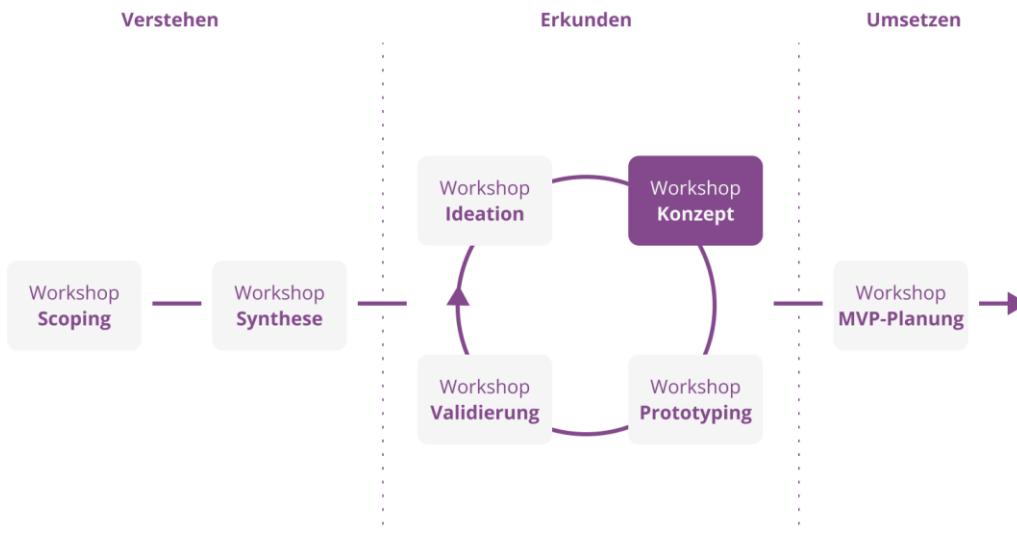 Verstehen
Erkunden
Umsetzen
Workshop
Scoping
Workshop
Synthese
Workshop
Ideation
Workshop
Konzept
Workshop
Validierung
Workshop
Prototyping
Workshop
MVP-Planung